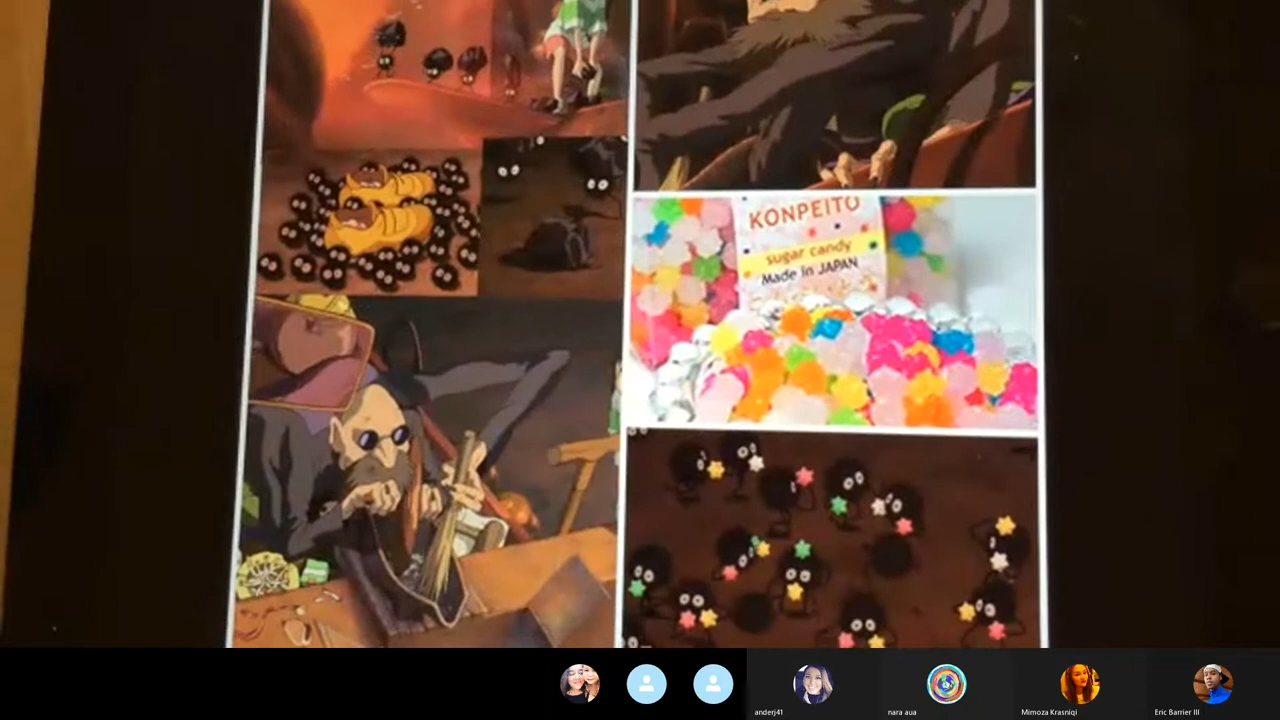 KONPEITO
sugar candy
Made in JAPAN
anderj41
nara aua
Mimoza Krasniqi
Eric Barrier III